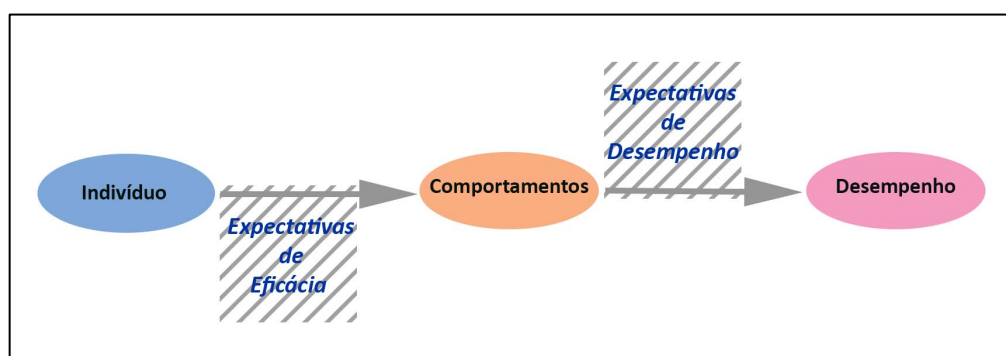 Indivíduo
Expectativas
de
Eficácia
Comportamentos
Expectativas
de
Desempenho
Desempenho